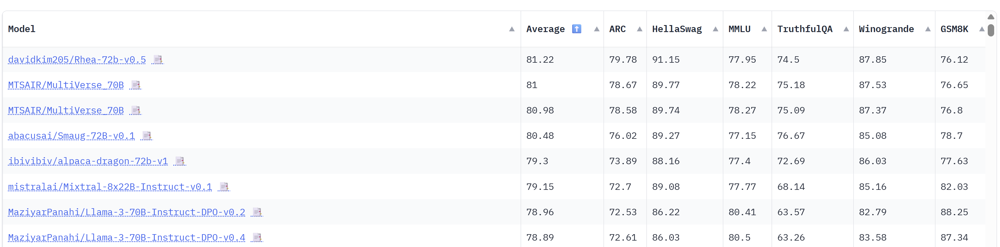 Model Average ⬆️ ARC HellaSwag MMLU TruthfulQA Winogrande GSM8K
davidkim205/Rhea-72b-v0.5 81.22 79.78 91.15 77.95 74.5 87.85 76.12
MTSAIR/MultiVerse_70B 81 78.67 89.77 78.22 75.18 87.53 76.65
MTSAIR/MultiVerse_70B 80.98 78.58 89.74 78.27 75.09 87.37 76.8
abacusai/Smaug-72B-v0.1 80.48 76.02 89.27 77.15 76.67 85.08 78.7
ibivibiv/alpaca-dragon-72b-v1 79.3 73.89 88.16 77.4 72.69 86.03 77.63
mistralai/Mixtral-8x22B-Instruct-v0.1 79.15 72.7 89.08 77.77 68.14 85.16 82.03
MaziyarPanahi/Llama-3-70B-Instruct-DPO-v0.2 78.96 72.53 86.22 80.41 63.57 82.79 88.25
MaziyarPanahi/Llama-3-70B-Instruct-DPO-v0.4 78.89 72.61 86.03 80.5 63.26 83.58 87.34